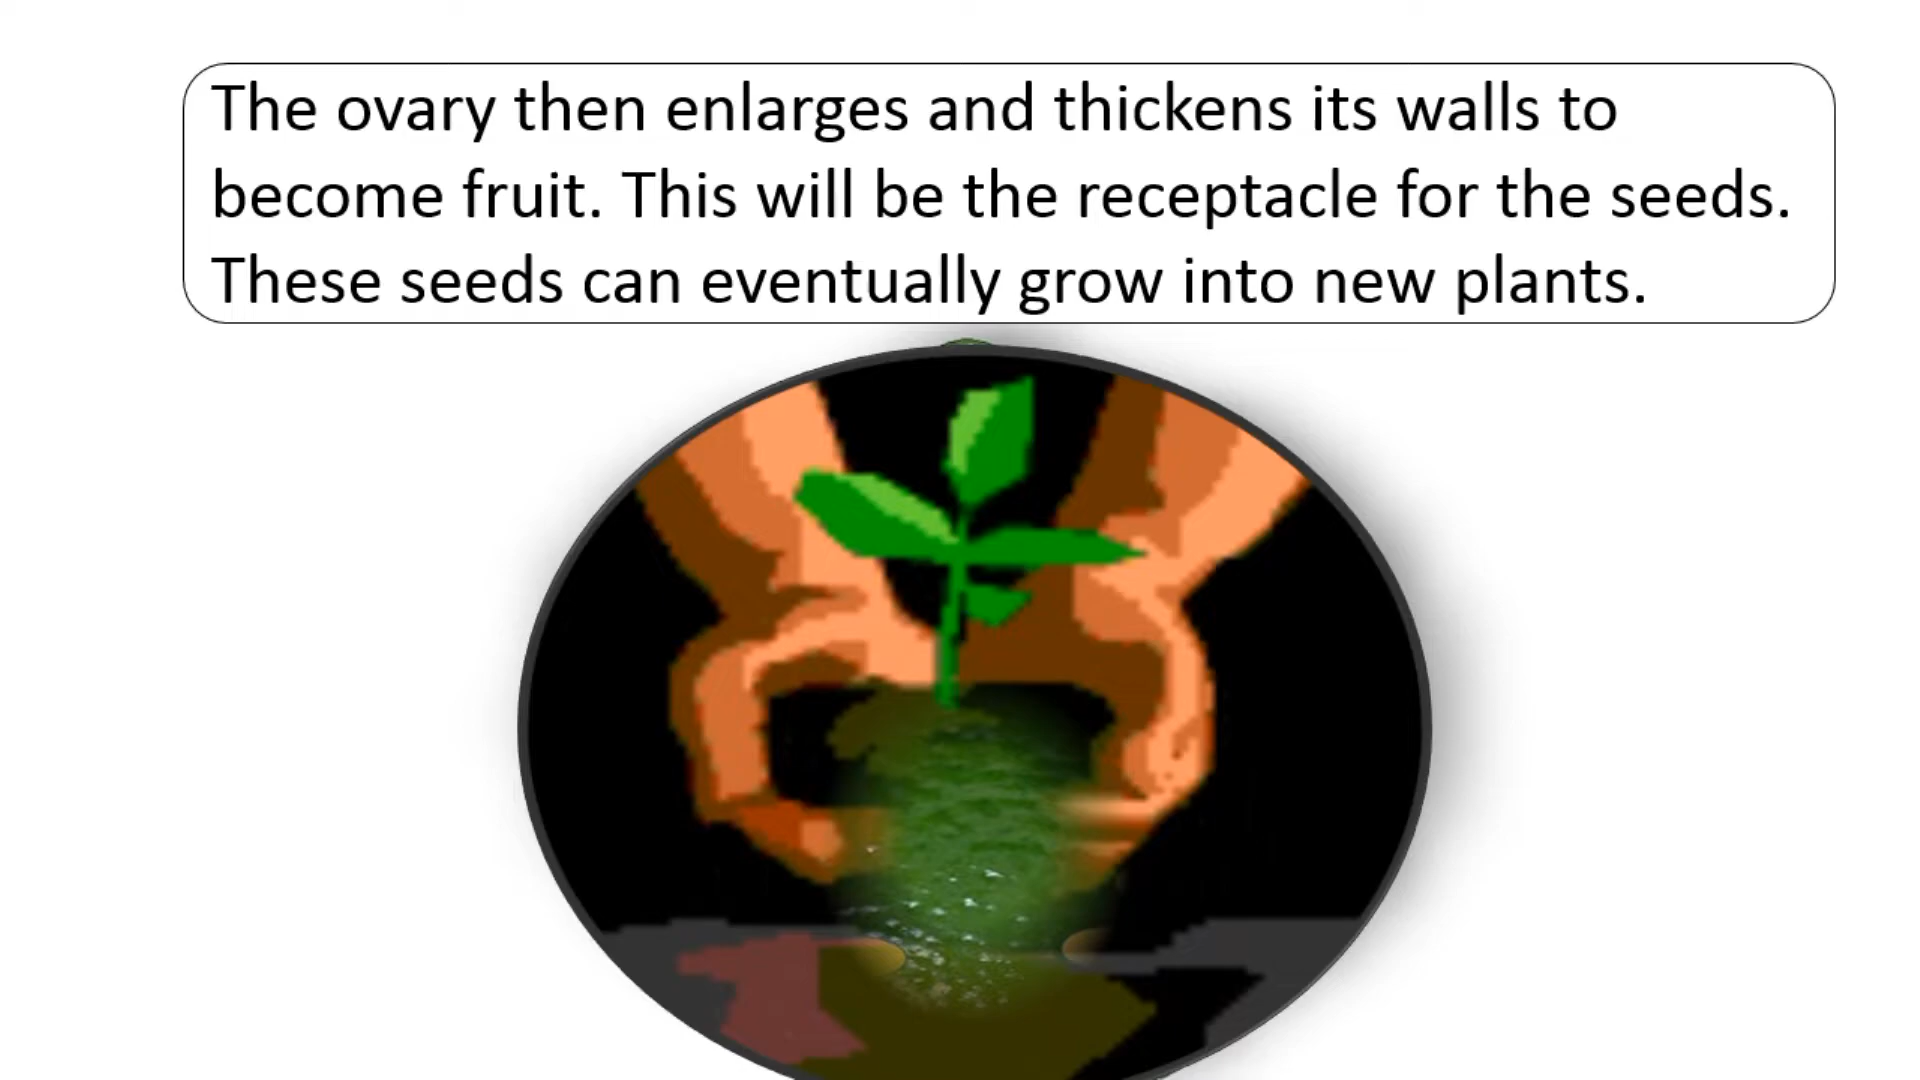 The ovary then enlarges and thickens its walls to
become fruit. This will be the receptacle for the seeds.
These seeds can eventually grow into new plants.